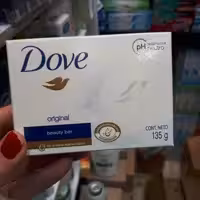 Dove
pH
original
beauty bar
CONT. NETO
135 g